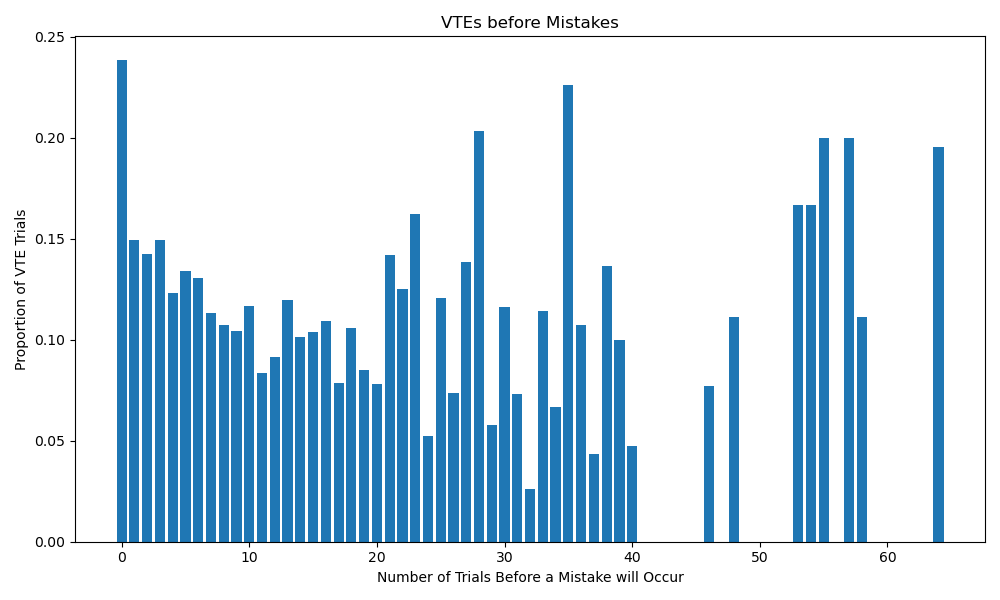 VTEs before Mistakes
0.25
0.20
0.15
0.10
0.05
0.00
Proportion of VTE Trials
0 10 20 30 40 50 60
Number of Trials Before a Mistake will Occur